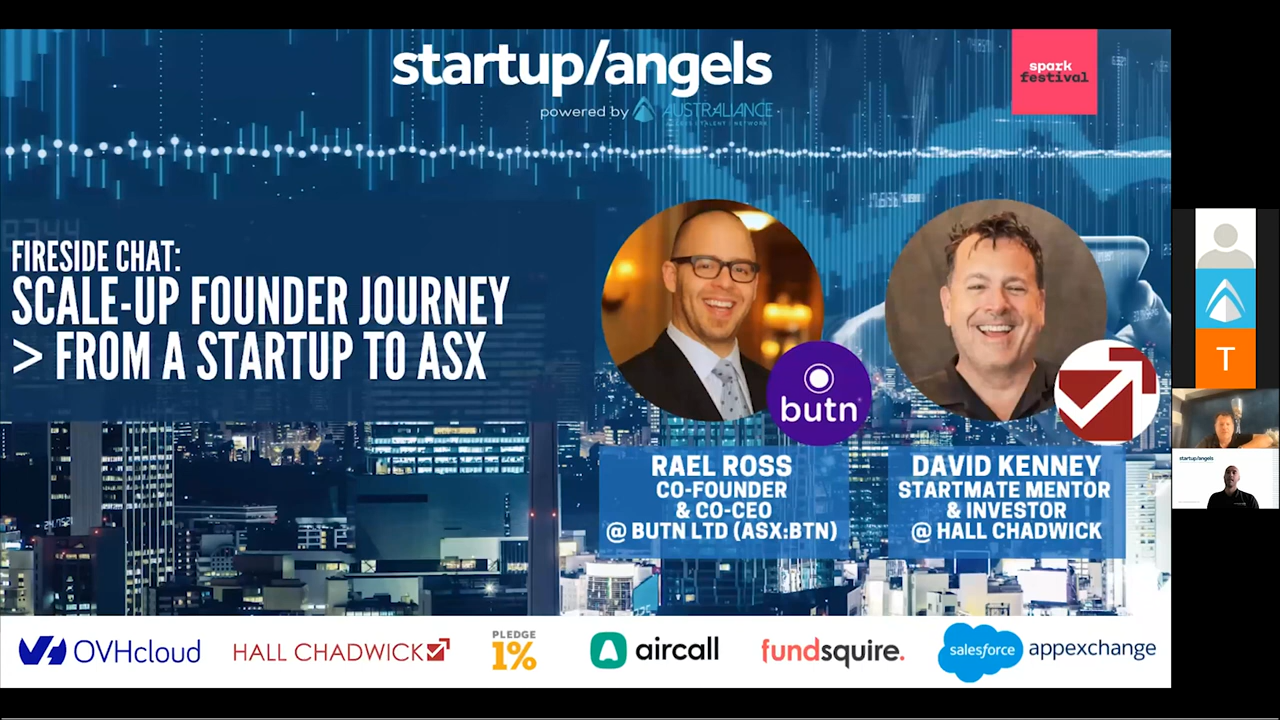 startup/angels
powered by AUSTRALIANCE
spark
festival
FIRESIDE CHAT:
SCALE-UP FOUNDER JOURNEY
> FROM A STARTUP TO ASX
butn
RAEL ROSS
CO-FOUNDER
& CO-CEO
@ BUTN LTD (ASX:BTN)
DAVID KENNEY
STARTMATE MENTOR
& INVESTOR
@ HALL CHADWICK
T
startup/angels
OVHcloud
HALL CHADWICK
PLEDGE
1%
A aircall
fundsquire.
salesforce appexchange